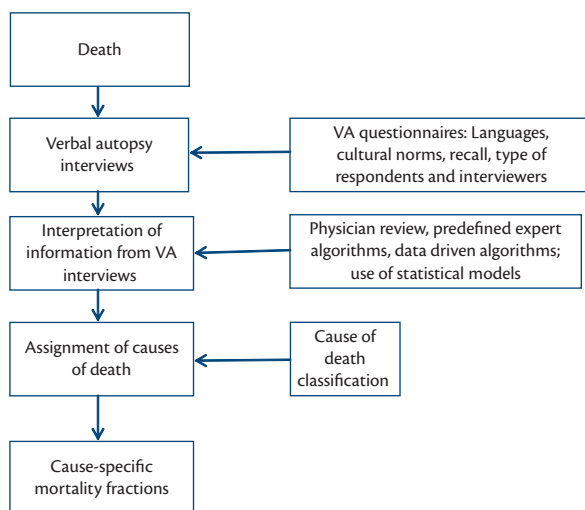 Death
Verbal autopsy
interviews
VA questionnaires: Languages,
cultural norms, recall, type of
respondents and interviewers
Interpretation of
information from VA
interviews
Physician review, predefined expert
algorithms, data driven algorithms;
use of statistical models
Assignment of causes
of death
Cause of
death
classification
Cause-specific
mortality fractions